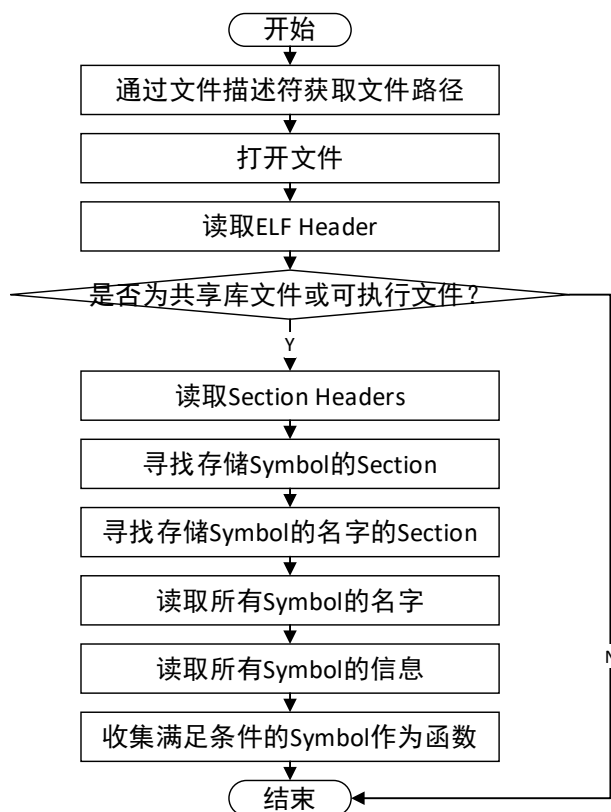 开始
通过文件描述符获取文件路径
打开文件
读取ELF Header
是否为共享库文件或可执行文件?
Y
读取Section Headers
寻找存储Symbol的Section
寻找存储Symbol的名字的Section
读取所有Symbol的名字
N
读取所有Symbol的信息
收集满足条件的Symbol作为函数
结束